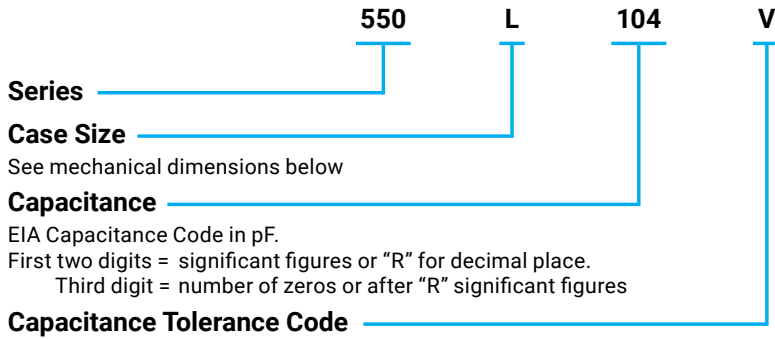 550 L 104 V
Series
Case Size
See mechanical dimensions below
Capacitance
EIA Capacitance Code in pF.
First two digits = significant figures or “R” for decimal place.
Third digit = number of zeros or after “R” significant figures
Capacitance Tolerance Code